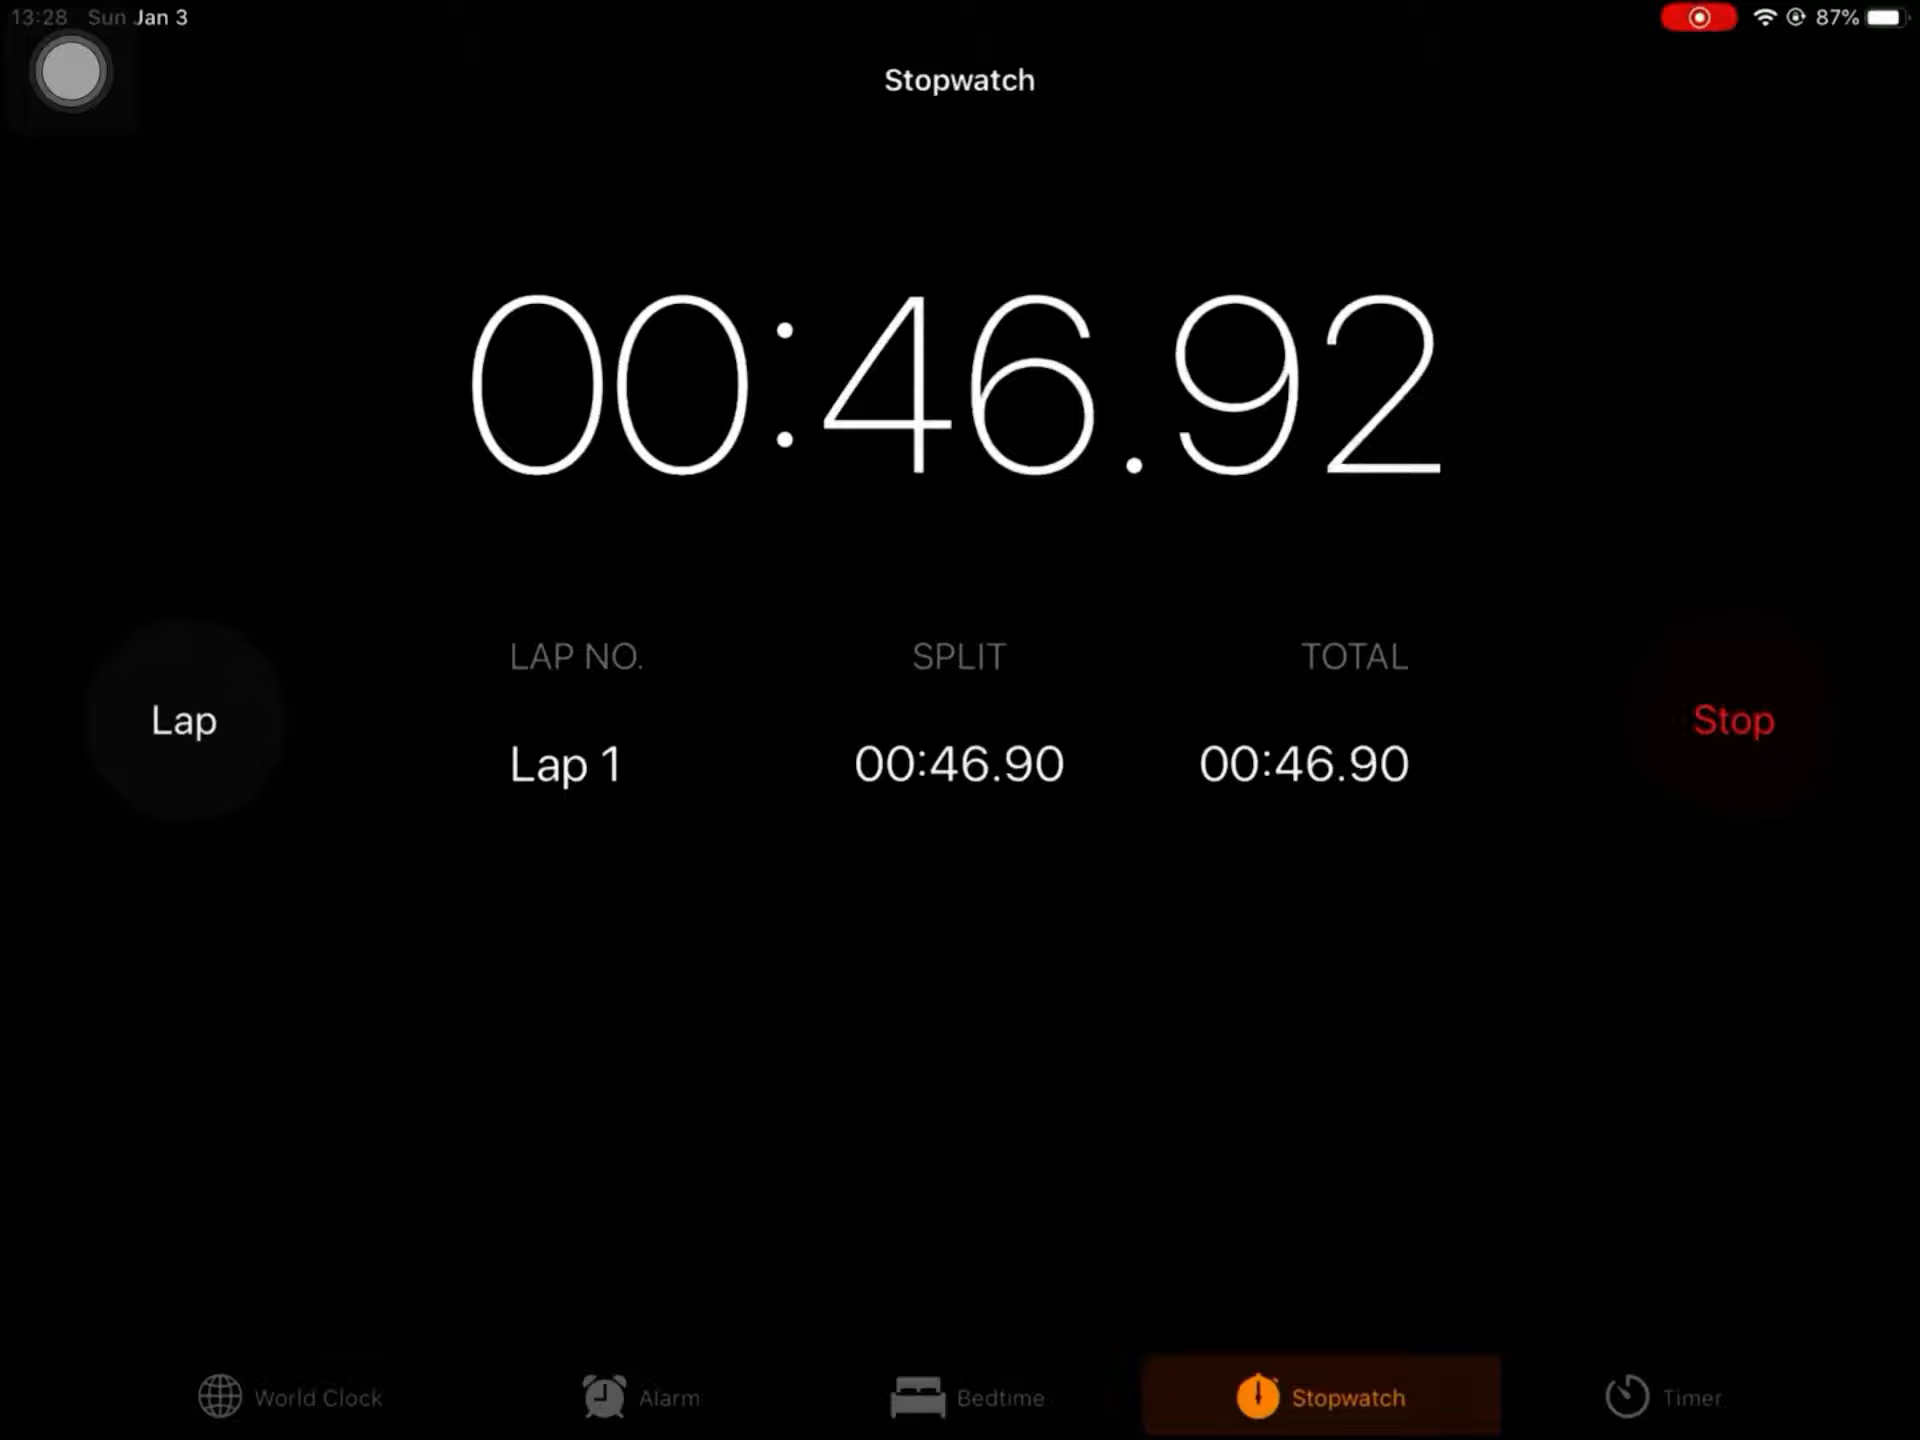 13:28 Sun Jan 3
87%
Stopwatch
00:46.92
LAP NO. SPLIT TOTAL
Lap
Stop
Lap 1 00:46.90 00:46.90
World Clock Alarm Bedtime Stopwatch Timer